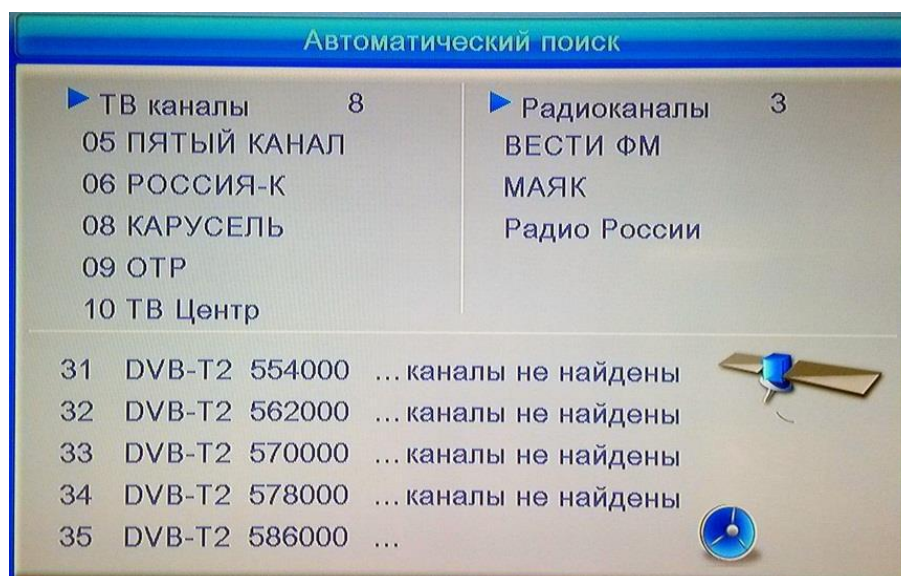 Автоматический поиск
ТВ каналы 8
05 ПЯТЫЙ КАНАЛ
06 РОССИЯ-К
08 КАРУСЕЛЬ
09 ОТР
10 ТВ Центр
Радиоканалы 3
ВЕСТИ ФМ
МАЯК
Радио России
31 DVB-T2 554000 ...каналы не найдены
32 DVB-T2 562000 ...каналы не найдены
33 DVB-T2 570000 ...каналы не найдены
34 DVB-T2 578000 ...каналы не найдены
35 DVB-T2 586000 ...